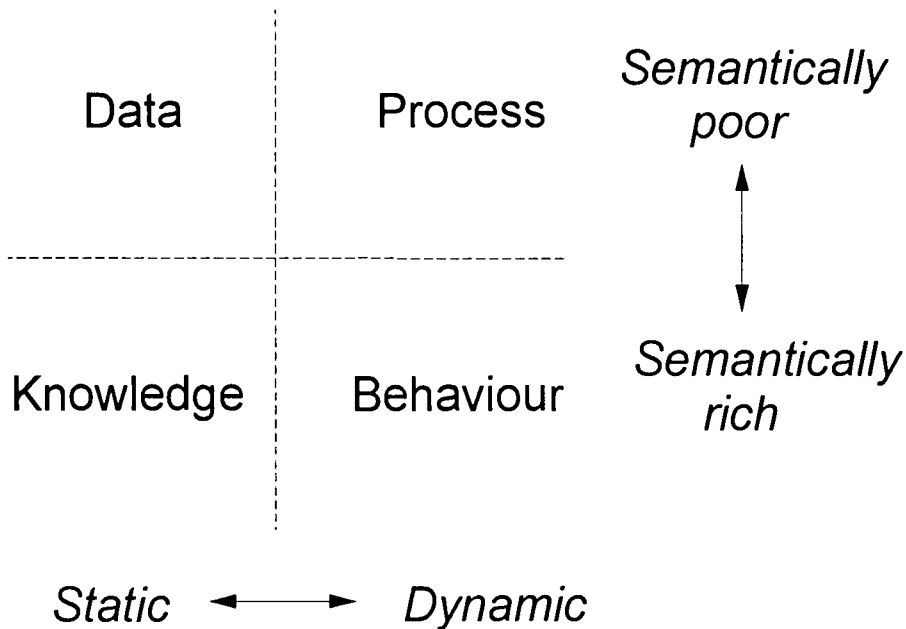 Data
Process
Semantically
poor
Knowledge
Behaviour
Semantically
rich
Static
Dynamic